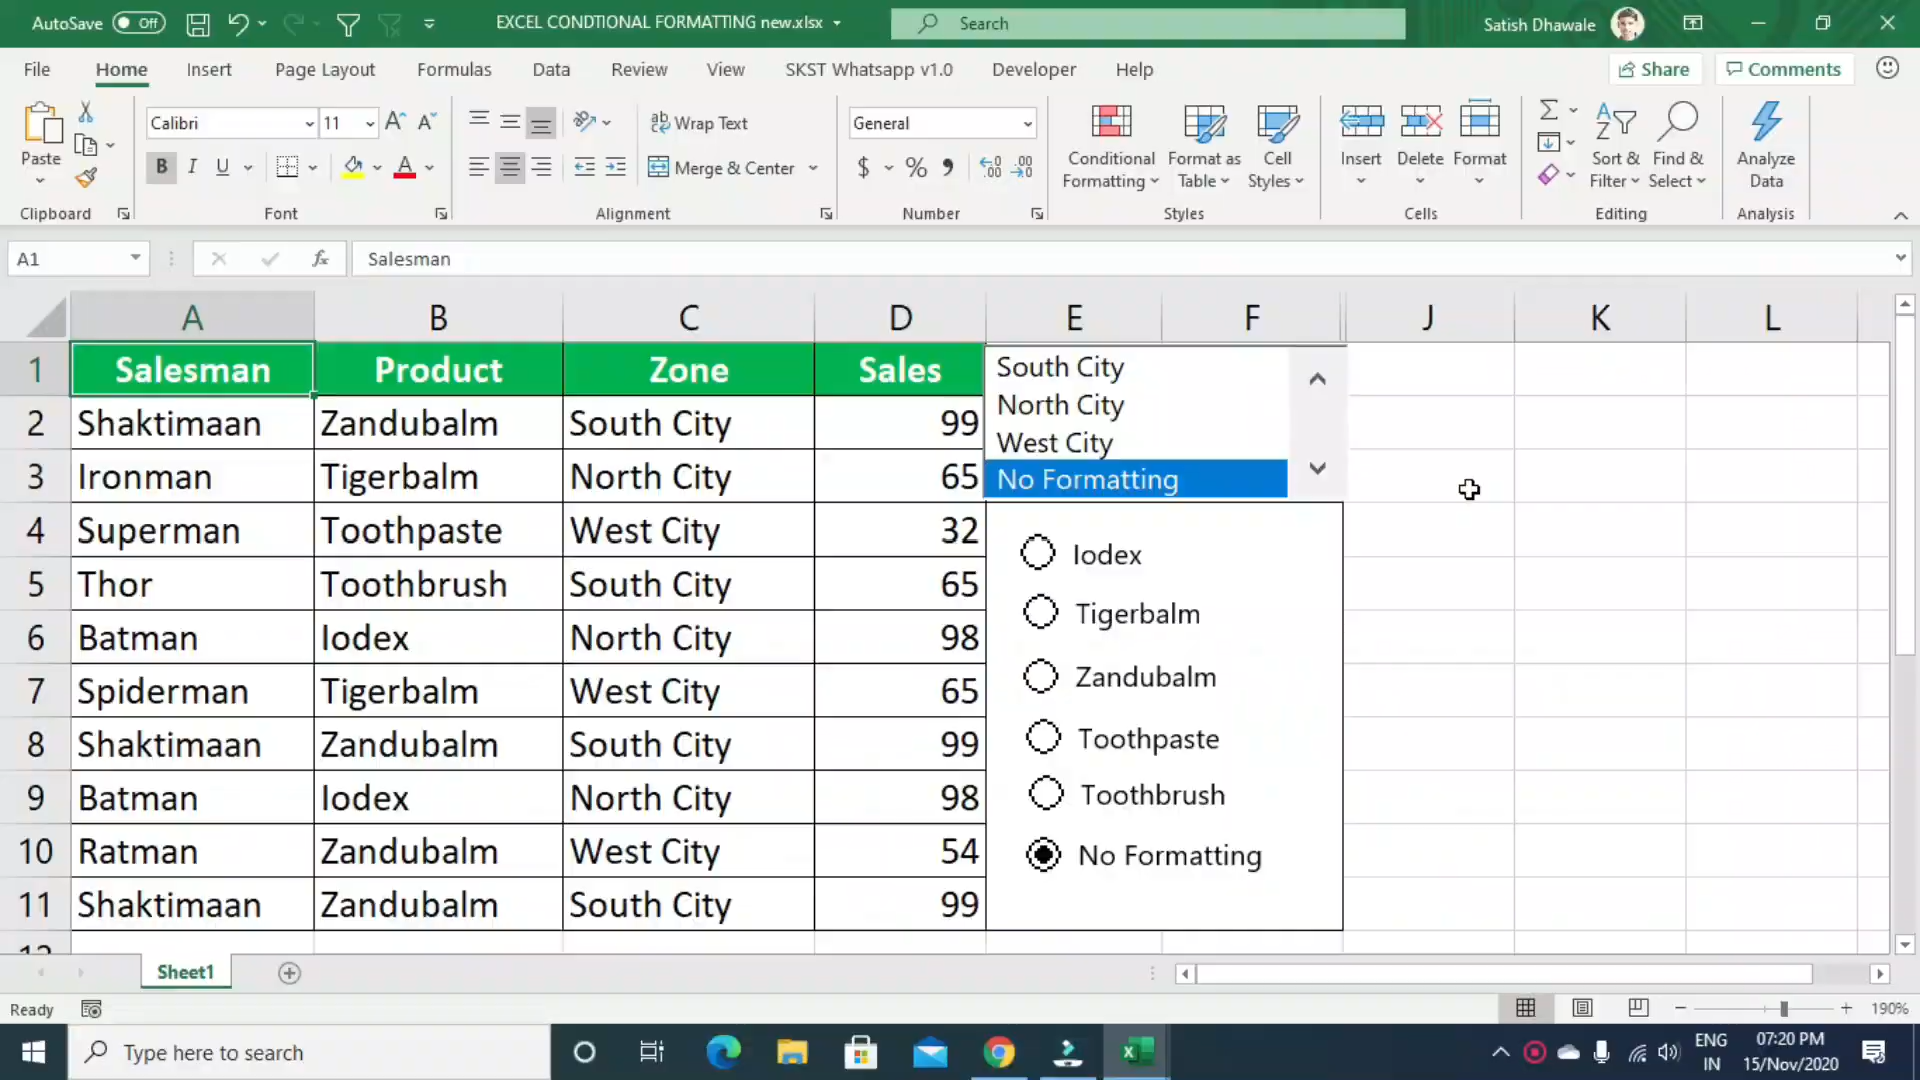 AutoSave Off EXCEL CONDTIONAL FORMATTING new.xlsx Search Satish Dhawale
File Home Insert Page Layout Formulas Data Review View SKST Whatsapp v1.0 Developer Help Share Comments
Calibri 11 Wrap Text General
Paste B I U A Merge & Center $ % Conditional Formatting Format as Table Cell Styles Insert Delete Format Sort & Filter Find & Select Analyze Data
Clipboard Font Alignment Number Styles Cells Editing Analysis
A1 fx Salesman
A B C D E F J K L
1 Salesman Product Zone Sales South City
2 Shaktimaan Zandubalm South City 99 North City
West City
3 Ironman Tigerbalm North City 65 No Formatting
4 Superman Toothpaste West City 32 Iodex
5 Thor Toothbrush South City 65 Tigerbalm
6 Batman Iodex North City 98
7 Spiderman Tigerbalm West City 65 Zandubalm
8 Shaktimaan Zandubalm South City 99 Toothpaste
9 Batman Iodex North City 98 Toothbrush
10 Ratman Zandubalm West City 54 No Formatting
11 Shaktimaan Zandubalm South City 99
12
Sheet1
Ready 190%
Type here to search ENG 07:20 PM
IN 15/Nov/2020